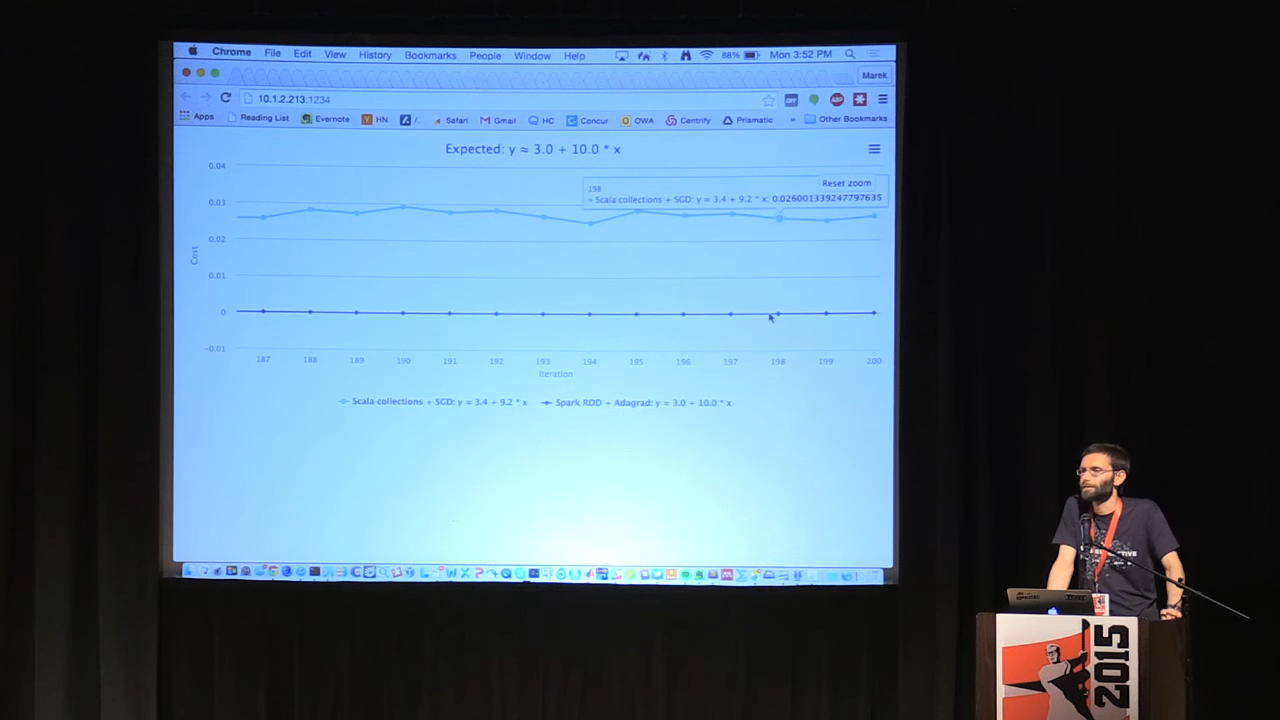 Chrome File Edit View History Bookmarks People Window Help 88% Mon 3:52 PM
Marek
10.1.2.213:1234
Apps Reading List Evernote HN /. Safari Gmail HC Concur OWA Centrify Prismatic » Other Bookmarks
Expected: y ≈ 3.0 + 10.0 * x
Reset zoom
198
Scala collections + SGD: y = 3.4 + 9.2 * x: 0.026001339247797635
0.04
0.03
0.02
0.01
0
-0.01
Cost
187 188 189 190 191 192 193 194 195 196 197 198 199 200
Iteration
Scala collections + SGD: y = 3.4 + 9.2 * x Spark RDD + Adagrad: y = 3.0 + 10.0 * x
2015